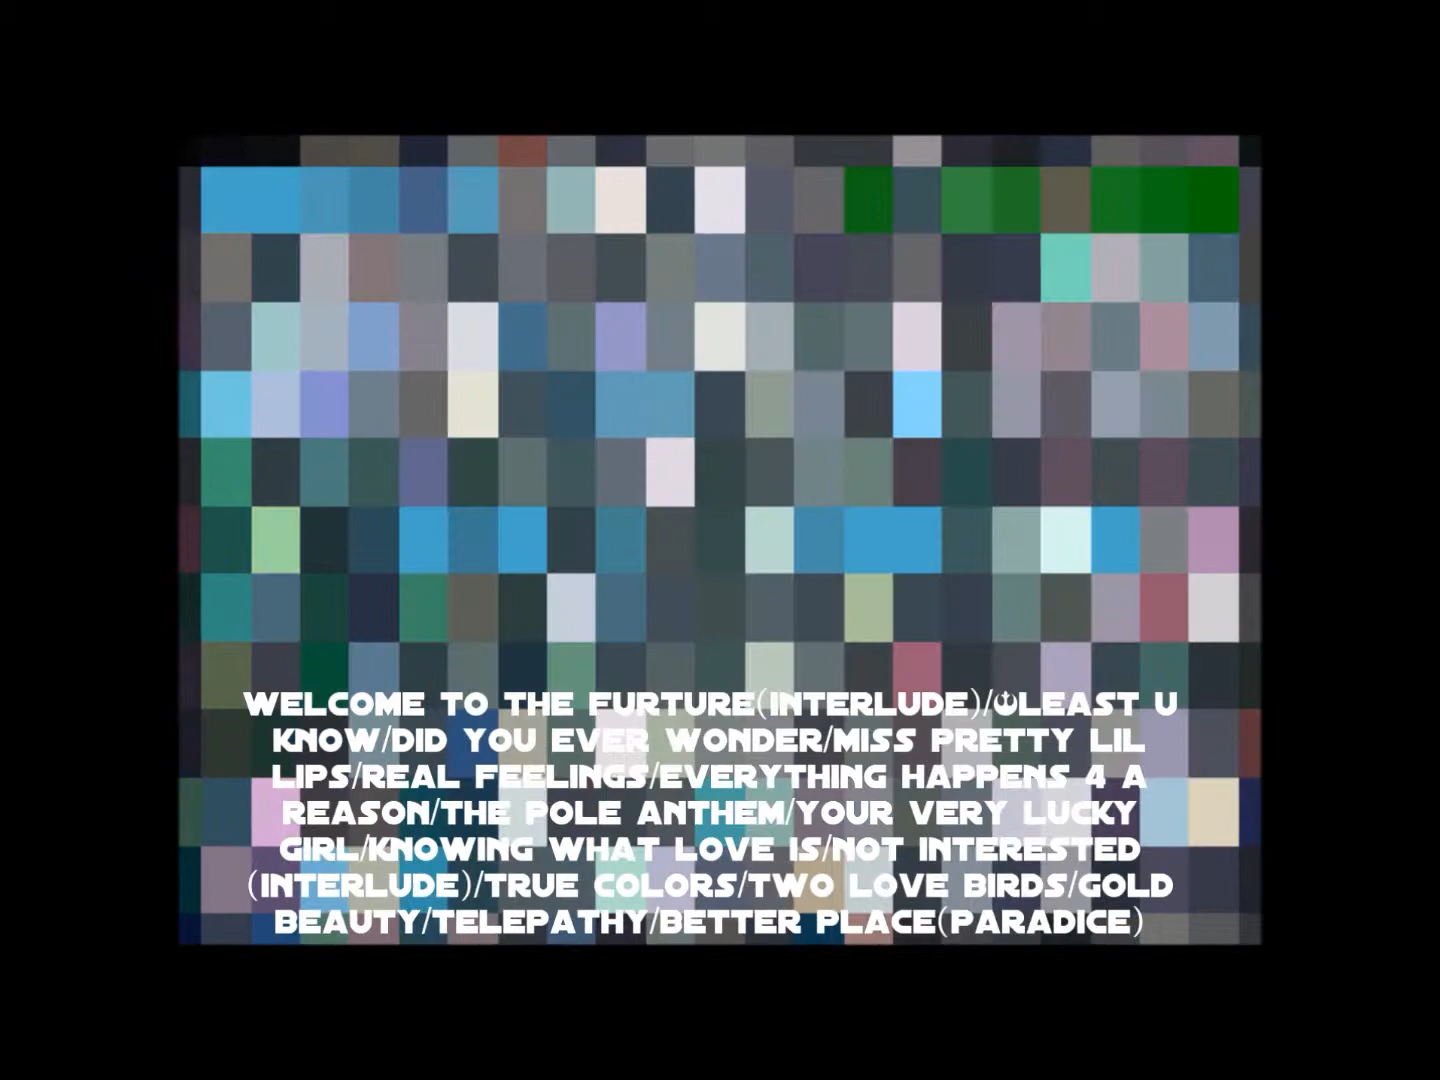 WELCOME TO THE FURTURE(INTERLUDE)/@LEAST U
KNOW/DID YOU EVER WONDER/MISS PRETTY LIL
LIPS/REAL FEELINGS/EVERYTHING HAPPENS 4 A
REASON/THE POLE ANTHEM/YOUR VERY LUCKY
GIRL/KNOWING WHAT LOVE IS/NOT INTERESTED
(INTERLUDE)/TRUE COLORS/TWO LOVE BIRDS/GOLD
BEAUTY/TELEPATHY/BETTER PLACE(PARADICE)